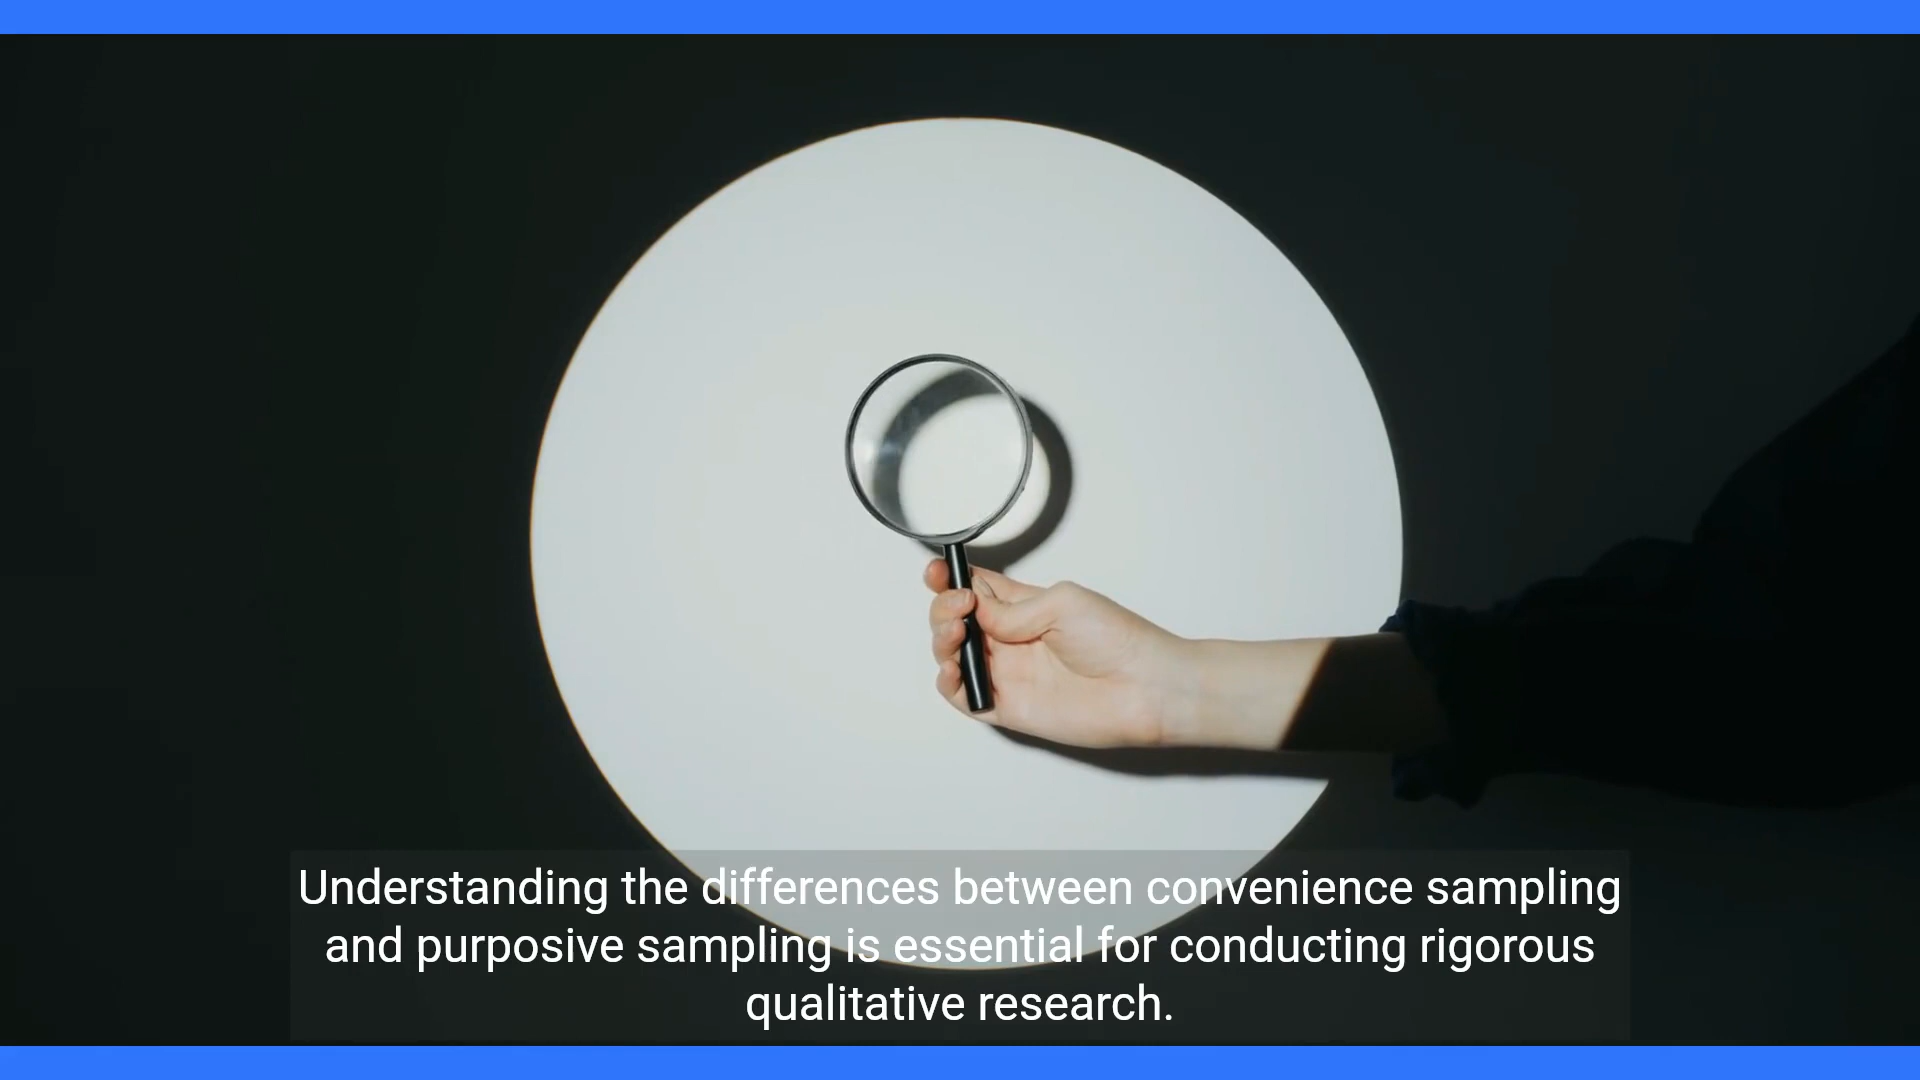 Understanding the differences between convenience sampling
and purposive sampling is essential for conducting rigorous
qualitative research.